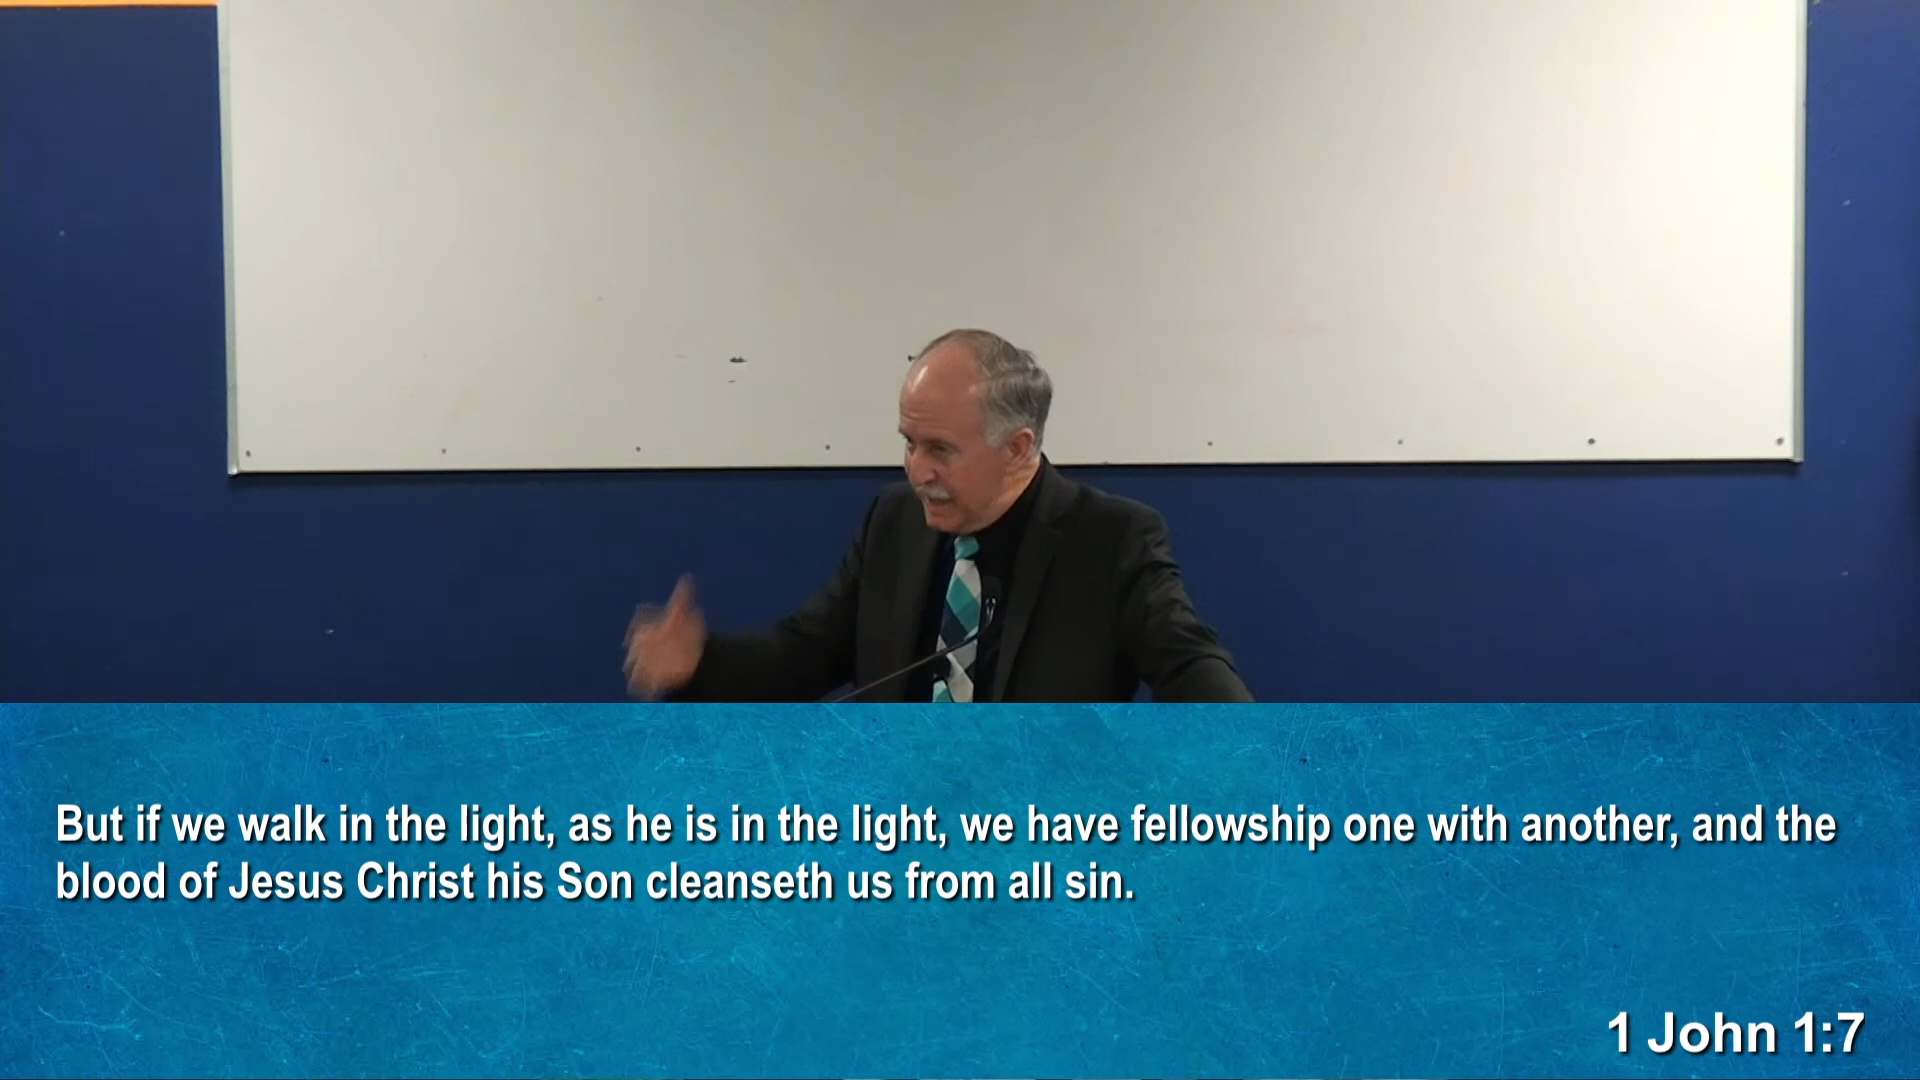 But if we walk in the light, as he is in the light, we have fellowship one with another, and the
blood of Jesus Christ his Son cleanseth us from all sin.
1 John 1:7